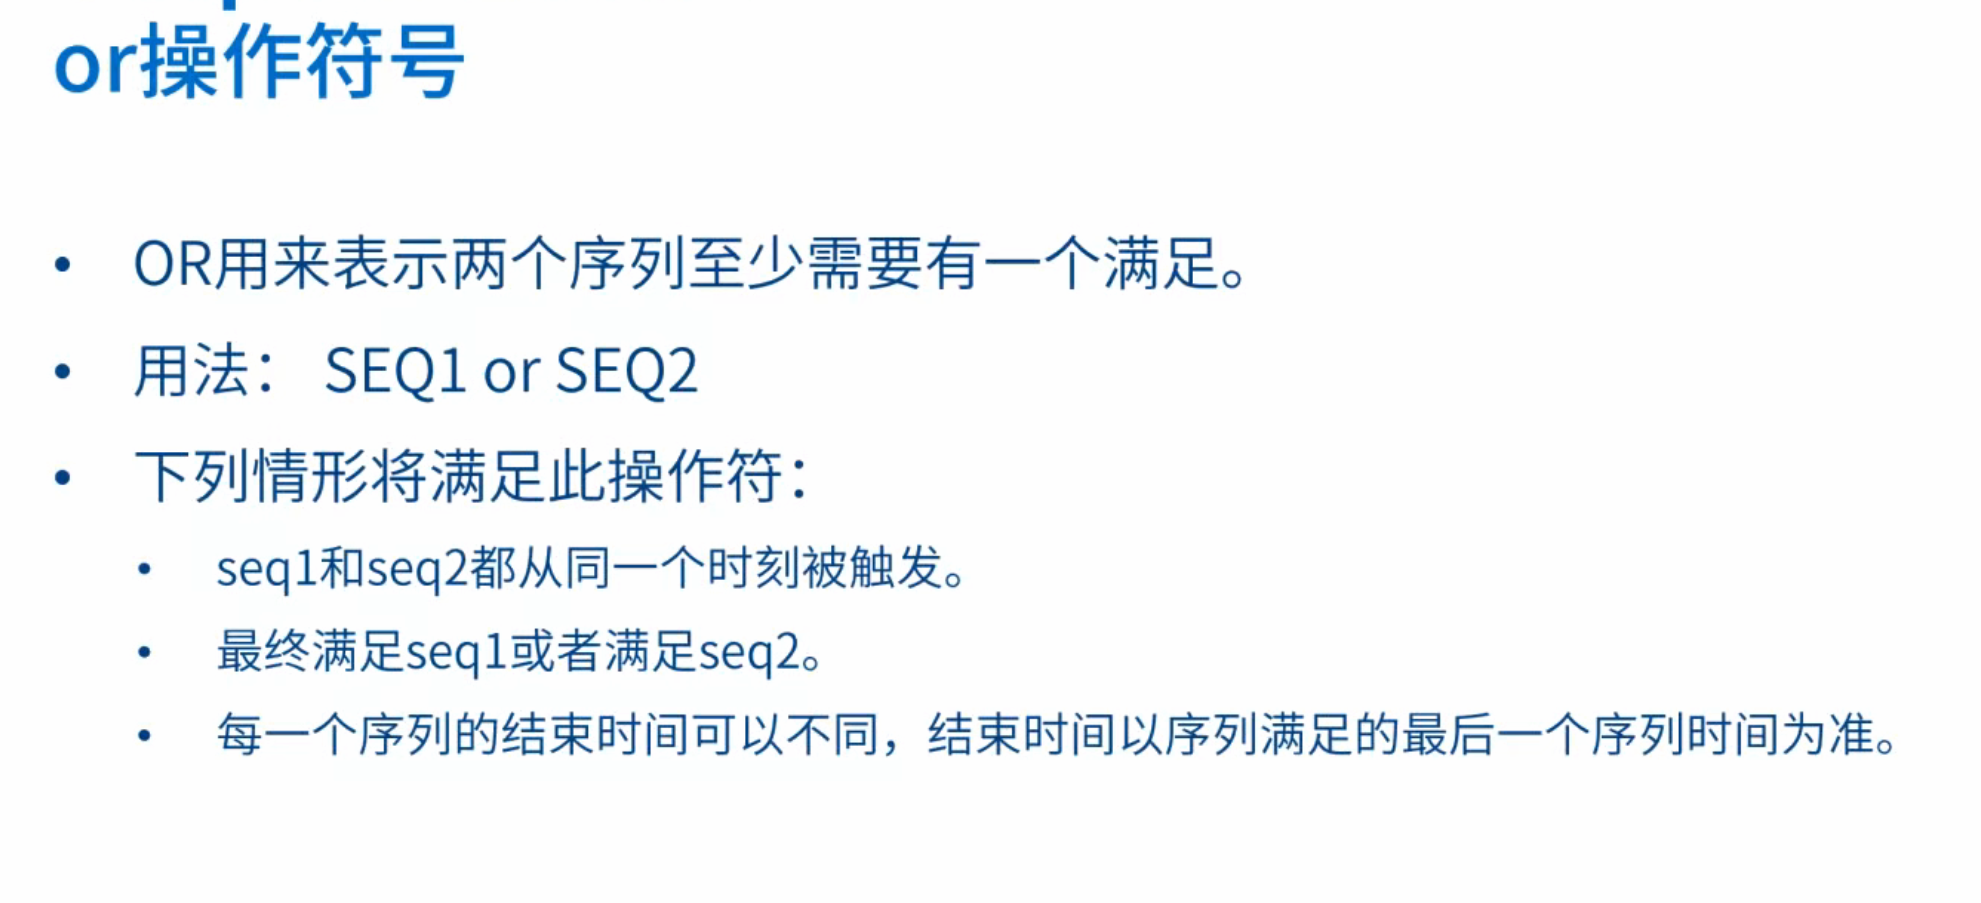 or操作符号
• OR用来表示两个序列至少需要有一个满足。
• 用法： SEQ1 or SEQ2
• 下列情形将满足此操作符：
• seq1和seq2都从同一个时刻被触发。
• 最终满足seq1或者满足seq2。
• 每一个序列的结束时间可以不同，结束时间以序列满足的最后一个序列时间为准。